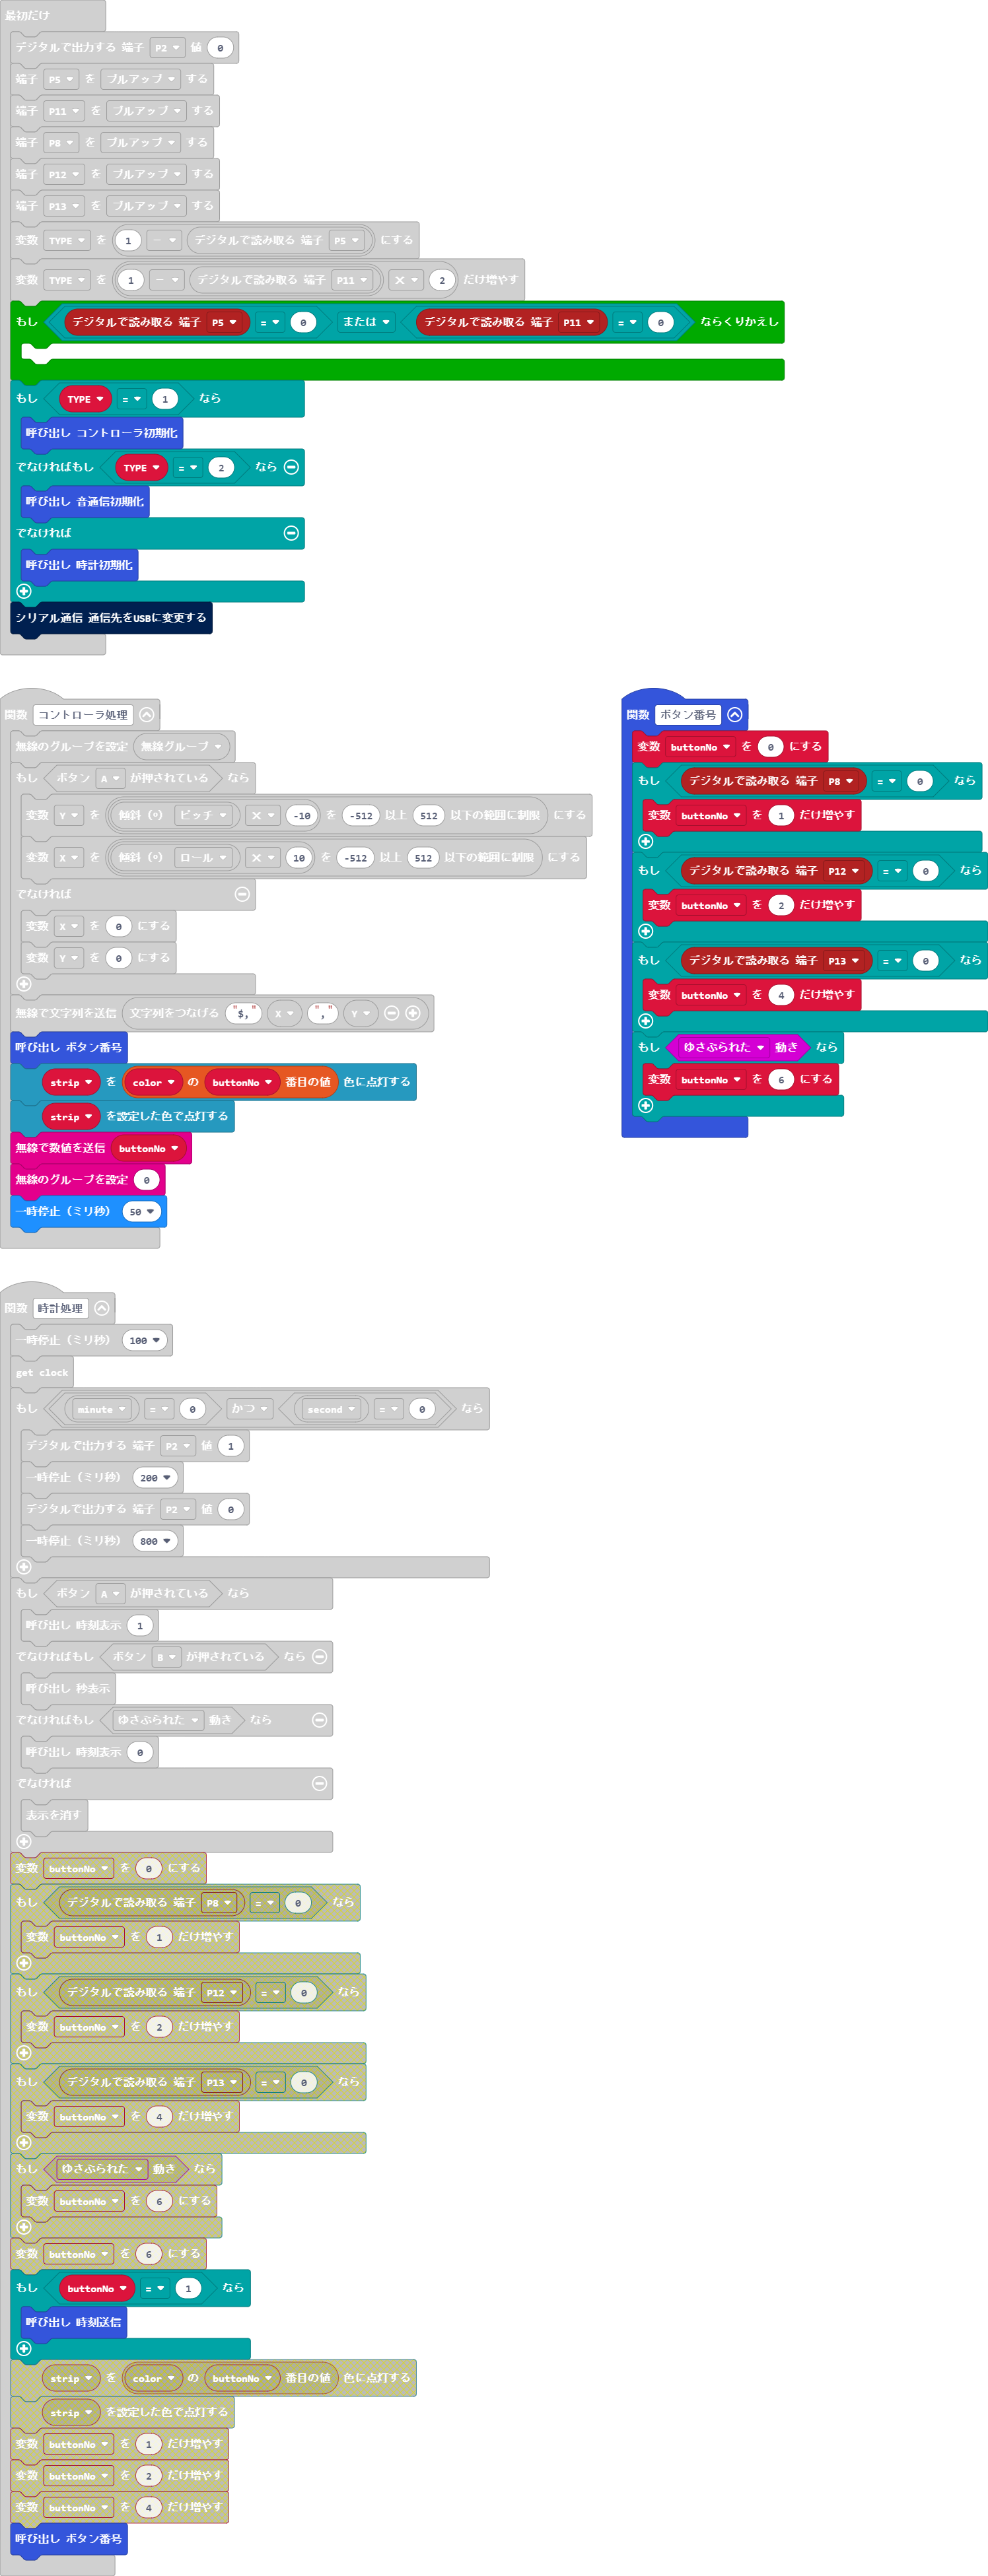 最初だけ
デジタルで出力する 端子 P2 値 0
端子 P5 を プルアップ する
端子 P11 を プルアップ する
端子 P8 を プルアップ する
端子 P12 を プルアップ する
端子 P13 を プルアップ する
変数 TYPE を 1 - デジタルで読み取る 端子 P5 にする
変数 TYPE を 1 - デジタルで読み取る 端子 P11 × 2 だけ増やす
もし デジタルで読み取る 端子 P5 = 0 または デジタルで読み取る 端子 P11 = 0 ならくりかえし
もし TYPE = 1 なら
呼び出し コントローラ初期化
でなければもし TYPE = 2 なら
呼び出し 音通信初期化
でなければ
呼び出し 時計初期化
シリアル通信 通信先をUSBに変更する
関数 コントローラ処理
無線のグループを設定 無線グループ
もし ボタン A が押されている なら
変数 Y を 傾斜(°) ピッチ × -10 を -512 以上 512 以下の範囲に制限 にする
変数 X を 傾斜(°) ロール × 10 を -512 以上 512 以下の範囲に制限 にする
でなければ
変数 X を 0 にする
変数 Y を 0 にする
無線で文字列を送信 文字列をつなげる "$," X "," Y
呼び出し ボタン番号
strip を color の buttonNo 番目の値 色に点灯する
strip を設定した色で点灯する
無線で数値を送信 buttonNo
無線のグループを設定 0
一時停止(ミリ秒) 50
関数 ボタン番号
変数 buttonNo を 0 にする
もし デジタルで読み取る 端子 P8 = 0 なら
変数 buttonNo を 1 だけ増やす
もし デジタルで読み取る 端子 P12 = 0 なら
変数 buttonNo を 2 だけ増やす
もし デジタルで読み取る 端子 P13 = 0 なら
変数 buttonNo を 4 だけ増やす
もし ゆさぶられた 動き なら
変数 buttonNo を 6 にする
関数 時計処理
一時停止(ミリ秒) 100
get clock
もし minute = 0 かつ second = 0 なら
デジタルで出力する 端子 P2 値 1
一時停止(ミリ秒) 200
デジタルで出力する 端子 P2 値 0
一時停止(ミリ秒) 800
もし ボタン A が押されている なら
呼び出し 時刻表示 1
でなければもし ボタン B が押されている なら
呼び出し 秒表示
でなければもし ゆさぶられた 動き なら
呼び出し 時刻表示 0
でなければ
表示を消す
変数 buttonNo を 0 にする
もし デジタルで読み取る 端子 P8 = 0 なら
変数 buttonNo を 1 だけ増やす
もし デジタルで読み取る 端子 P12 = 0 なら
変数 buttonNo を 2 だけ増やす
もし デジタルで読み取る 端子 P13 = 0 なら
変数 buttonNo を 4 だけ増やす
もし ゆさぶられた 動き なら
変数 buttonNo を 6 にする
変数 buttonNo を 6 にする
もし buttonNo = 1 なら
呼び出し 時刻送信
strip を color の buttonNo 番目の値 色に点灯する
strip を設定した色で点灯する
変数 buttonNo を 1 だけ増やす
変数 buttonNo を 2 だけ増やす
変数 buttonNo を 4 だけ増やす
呼び出し ボタン番号